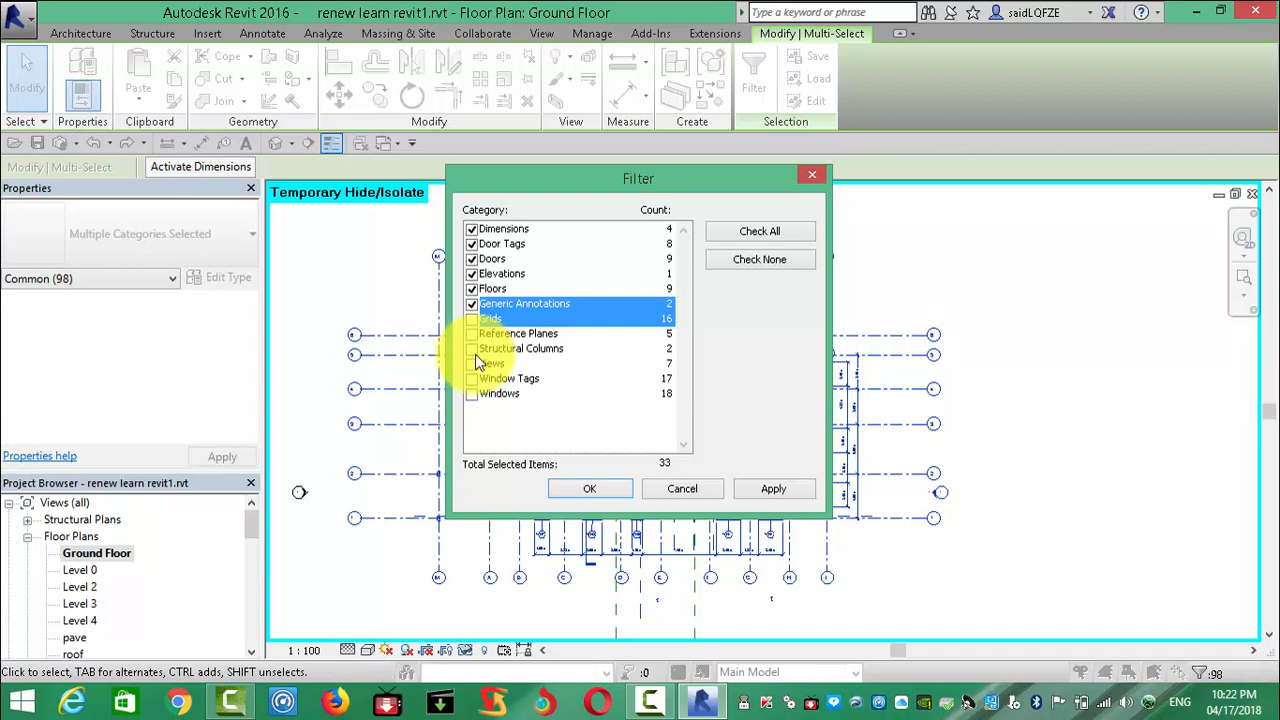 Autodesk Revit 2016 - renew learn revit1.rvt - Floor Plan: Ground Floor
Type a keyword or phrase
saidLQFZE
Annotate Analyze Massing & Site Collaborate View Manage Add-Ins Extensions Modify | Multi-Select
Modify Paste Cope Cut Join Filter Save Load Edit
Select Properties Clipboard Geometry Modify View Measure Create Selection
Modify | Multi-Select Activate Dimensions
Properties
Multiple Categories Selected
Common (98) Edit Type
Properties help Apply
Project Browser - renew learn revit1.rvt
Views (all)
Structural Plans
Floor Plans
Ground Floor
Level 0
Level 2
Level 3
Level 4
pave
roof
Temporary Hide/Isolate
Filter
Category: Count:
Dimensions 4
Door Tags 8
Doors 9
Elevations 1
Floors 9
Generic Annotations 2
Grids 16
Reference Planes 5
Structural Columns 2
Views 7
Window Tags 17
Windows 18
Check All
Check None
Total Selected Items: 33
OK Cancel Apply
2D
1 : 100
Click to select, TAB for alternates, CTRL adds, SHIFT unselects.
:0 Main Model :98
ENG
10:22 PM
04/17/2018